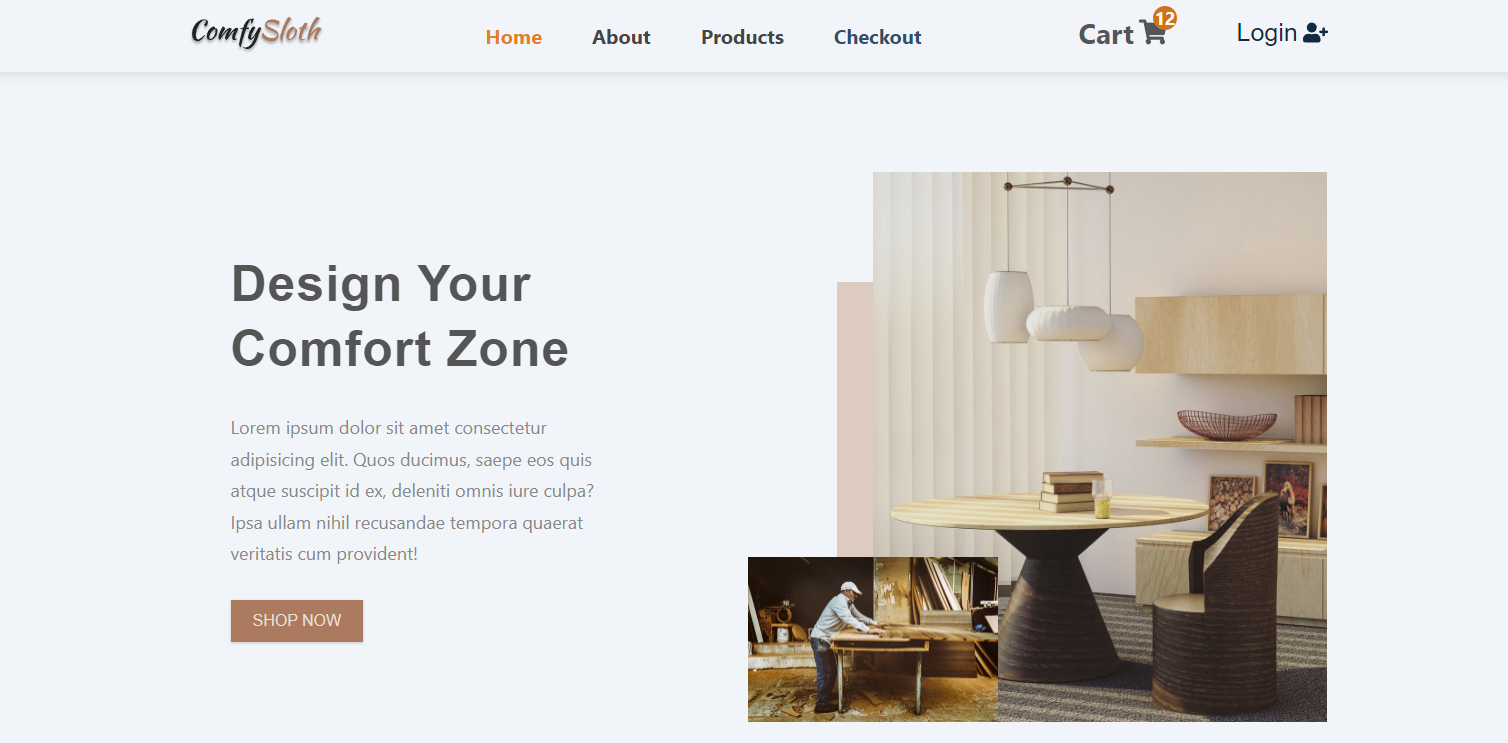 ComfySloth
Home About Products Checkout
Cart 12
Login
Design Your
Comfort Zone
Lorem ipsum dolor sit amet consectetur
adipisicing elit. Quos ducimus, saepe eos quis
atque suscipit id ex, deleniti omnis iure culpa?
Ipsa ullam nihil recusandae tempora quaerat
veritatis cum provident!
SHOP NOW